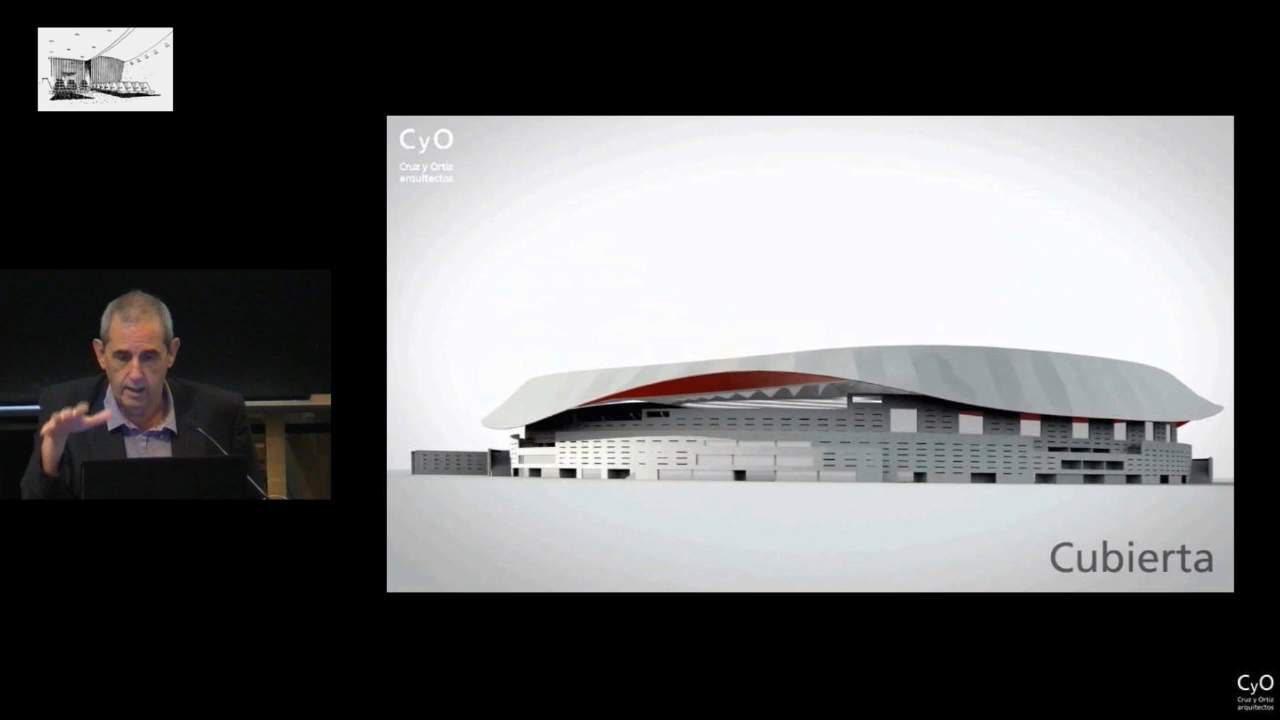 CyO
Cruz y Ortiz
arquitectos
Cubierta
CyO
Cruz y Ortiz
arquitectos